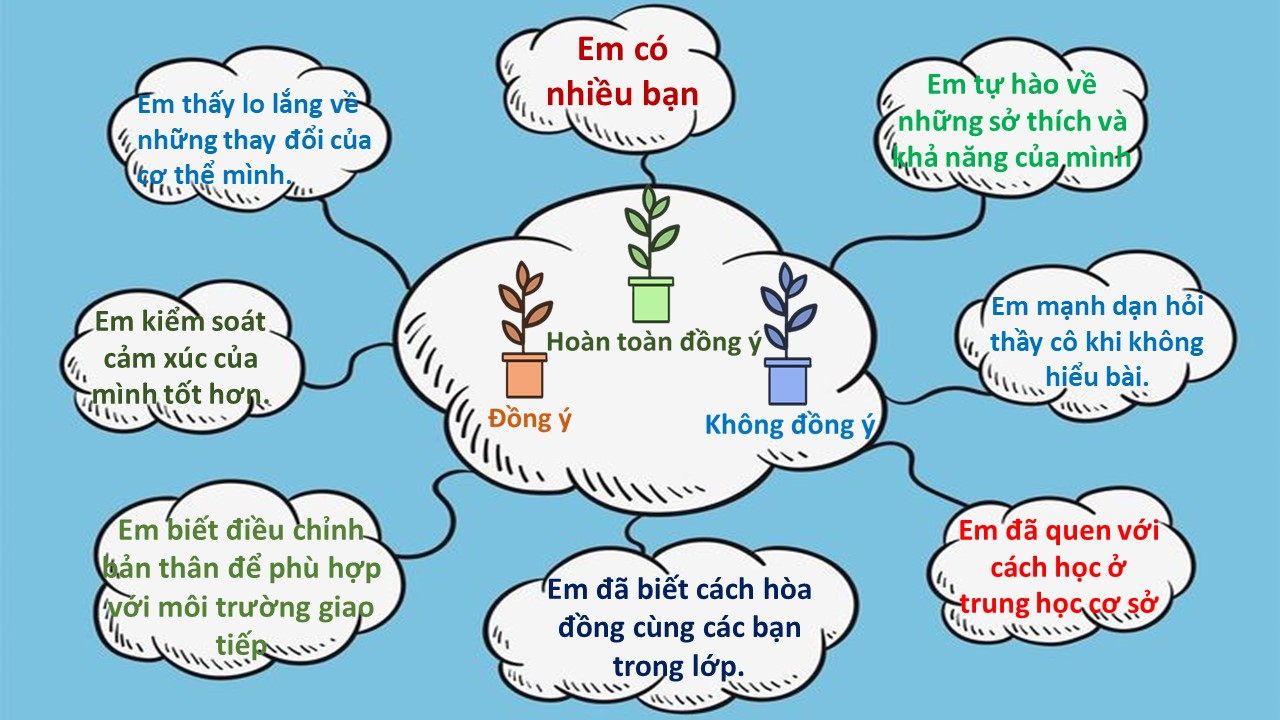 Em có
nhiều bạn
Em thấy lo lắng về
những thay đổi của
cơ thể mình.
Em tự hào về
những sở thích và
khả năng của mình
Em kiểm soát
cảm xúc của
mình tốt hơn.
Hoàn toàn đồng ý
Đồng ý
Không đồng ý
Em mạnh dạn hỏi
thầy cô khi không
hiểu bài.
Em biết điều chỉnh
bản thân để phù hợp
với môi trường giao
tiếp
Em đã biết cách hòa
đồng cùng các bạn
trong lớp.
Em đã quen với
cách học ở
trung học cơ sở